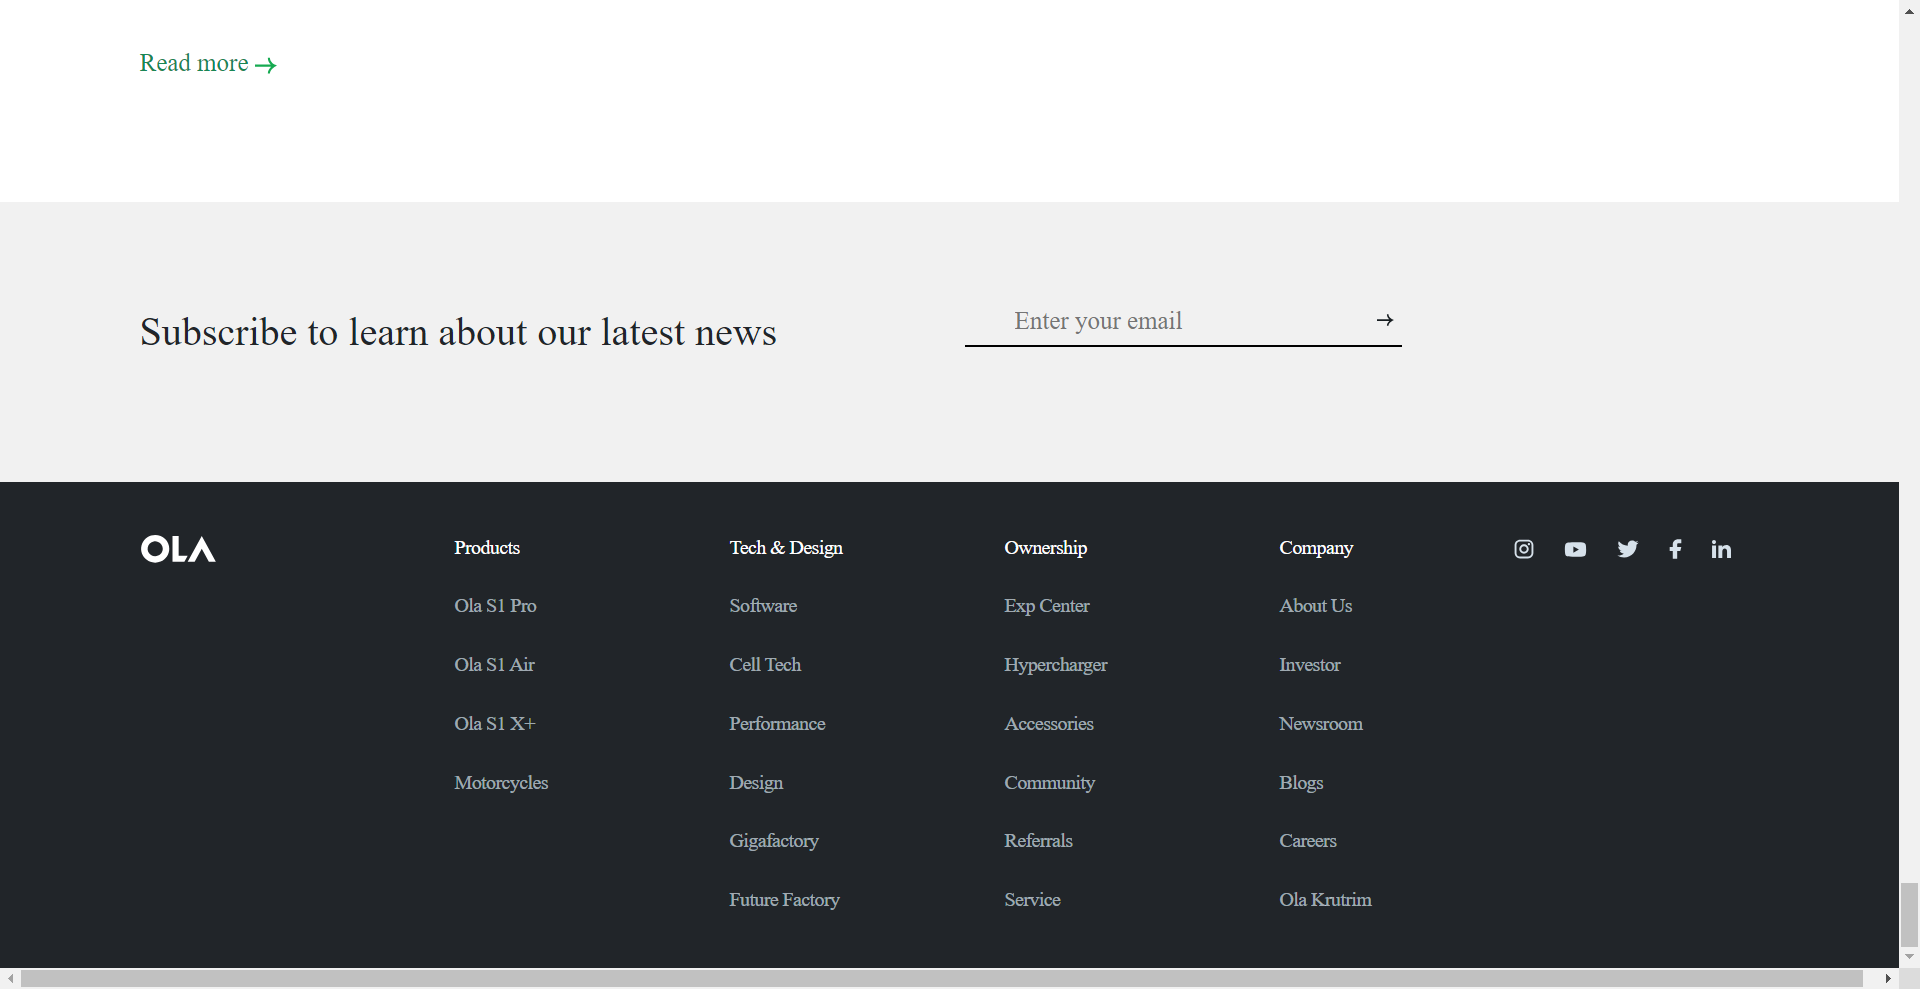 Read more →
Subscribe to learn about our latest news
Enter your email →
OLA
Products
Ola S1 Pro
Ola S1 Air
Ola S1 X+
Motorcycles
Tech & Design
Software
Cell Tech
Performance
Design
Gigafactory
Future Factory
Ownership
Exp Center
Hypercharger
Accessories
Community
Referrals
Service
Company
About Us
Investor
Newsroom
Blogs
Careers
Ola Krutrim